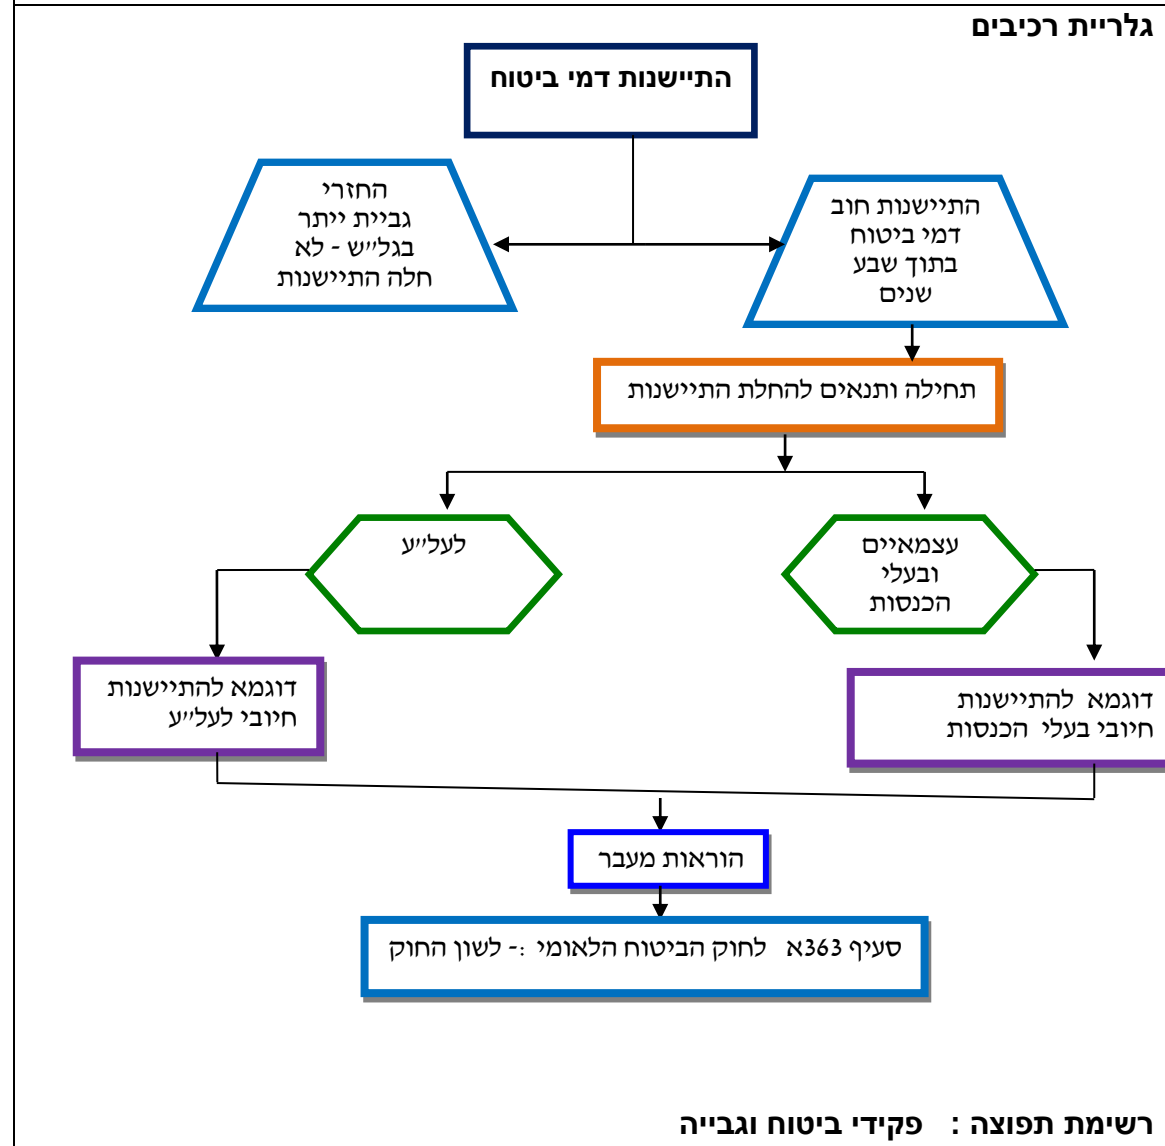 גלריית רכיבים
התיישנות דמי ביטוח
התיישנות חוב
דמי ביטוח
בתוך שבע
שנים
החזרי
גביית ייתר
בגל״ש - לא
חלה התיישנות
תחילה ותנאים להחלת התיישנות
עצמאיים
ובעלי
הכנסות
לעל״ע
דוגמא להתיישנות
חיובי בעלי הכנסות
דוגמא להתיישנות
חיובי לעל״ע
הוראות מעבר
סעיף 363א לחוק הביטוח הלאומי :- לשון החוק
רשימת תפוצה : פקידי ביטוח וגבייה